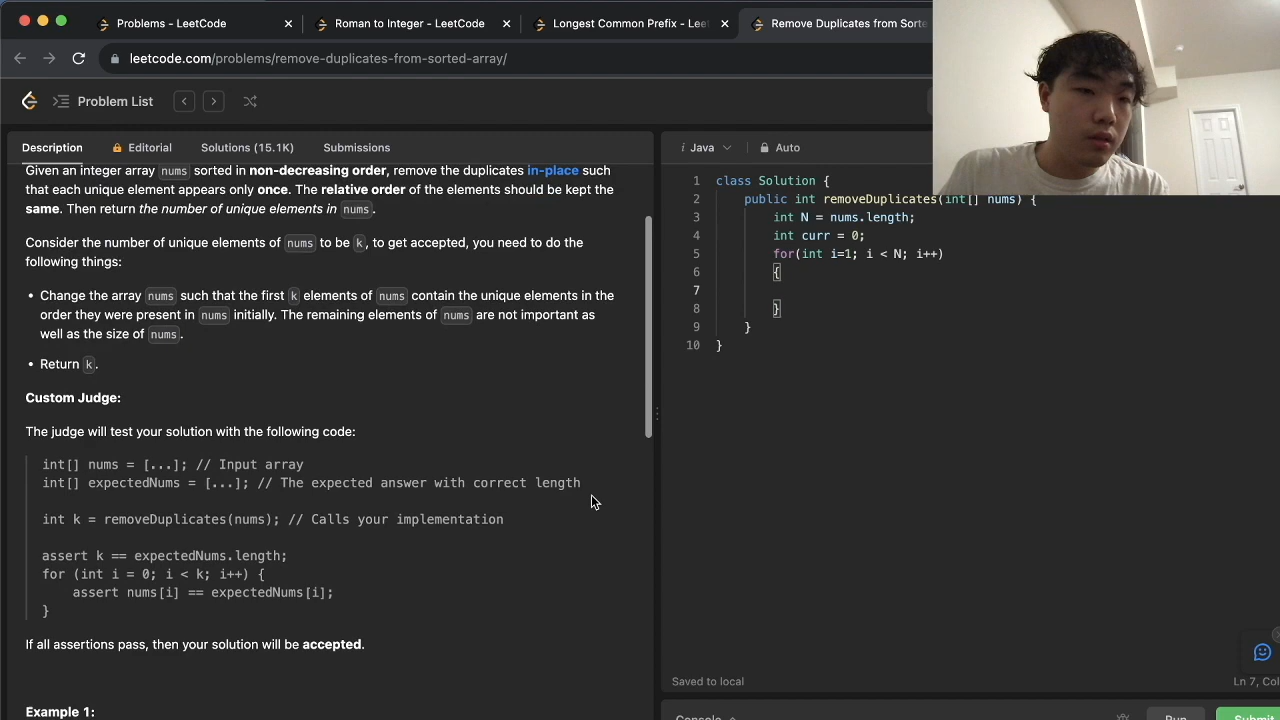 Problems - LeetCode
Roman to Integer - LeetCode
Longest Common Prefix - Lee
Remove Duplicates from Sorte
leetcode.com/problems/remove-duplicates-from-sorted-array/
Problem List
Description
Editorial
Solutions (15.1K)
Submissions
Given an integer array nums sorted in non-decreasing order, remove the duplicates in-place such
that each unique element appears only once. The relative order of the elements should be kept the
same. Then return the number of unique elements in nums.
Consider the number of unique elements of nums to be k, to get accepted, you need to do the
following things:
• Change the array nums such that the first k elements of nums contain the unique elements in the
order they were present in nums initially. The remaining elements of nums are not important as
well as the size of nums.
• Return k.
Custom Judge:
The judge will test your solution with the following code:
int[] nums = [...]; // Input array
int[] expectedNums = [...]; // The expected answer with correct length
int k = removeDuplicates(nums); // Calls your implementation
assert k == expectedNums.length;
for (int i = 0; i < k; i++) {
assert nums[i] == expectedNums[i];
}
If all assertions pass, then your solution will be accepted.
Example 1:
i Java
Auto
1 class Solution {
2 public int removeDuplicates(int[] nums) {
3 int N = nums.length;
4 int curr = 0;
5 for(int i=1; i < N; i++)
6 {
7
8 }
9 }
10 }
Saved to local
Ln 7, Col
Console
Run
Submit